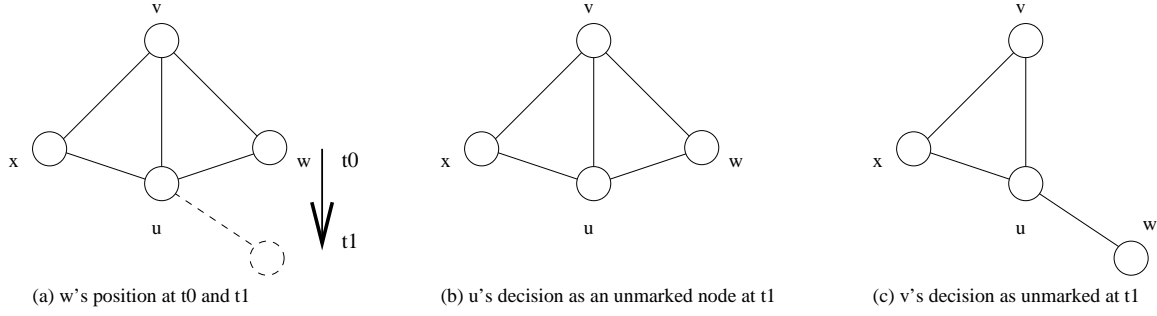 v
x
w
t0
u
t1
(a) w's position at t0 and t1
v
x
w
u
(b) u's decision as an unmarked node at t1
v
x
u
w
(c) v's decision as unmarked at t1